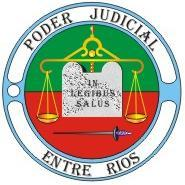 PODER JUDICIAL
IN
LEGIBUS
SALUS
ENTRE RIOS